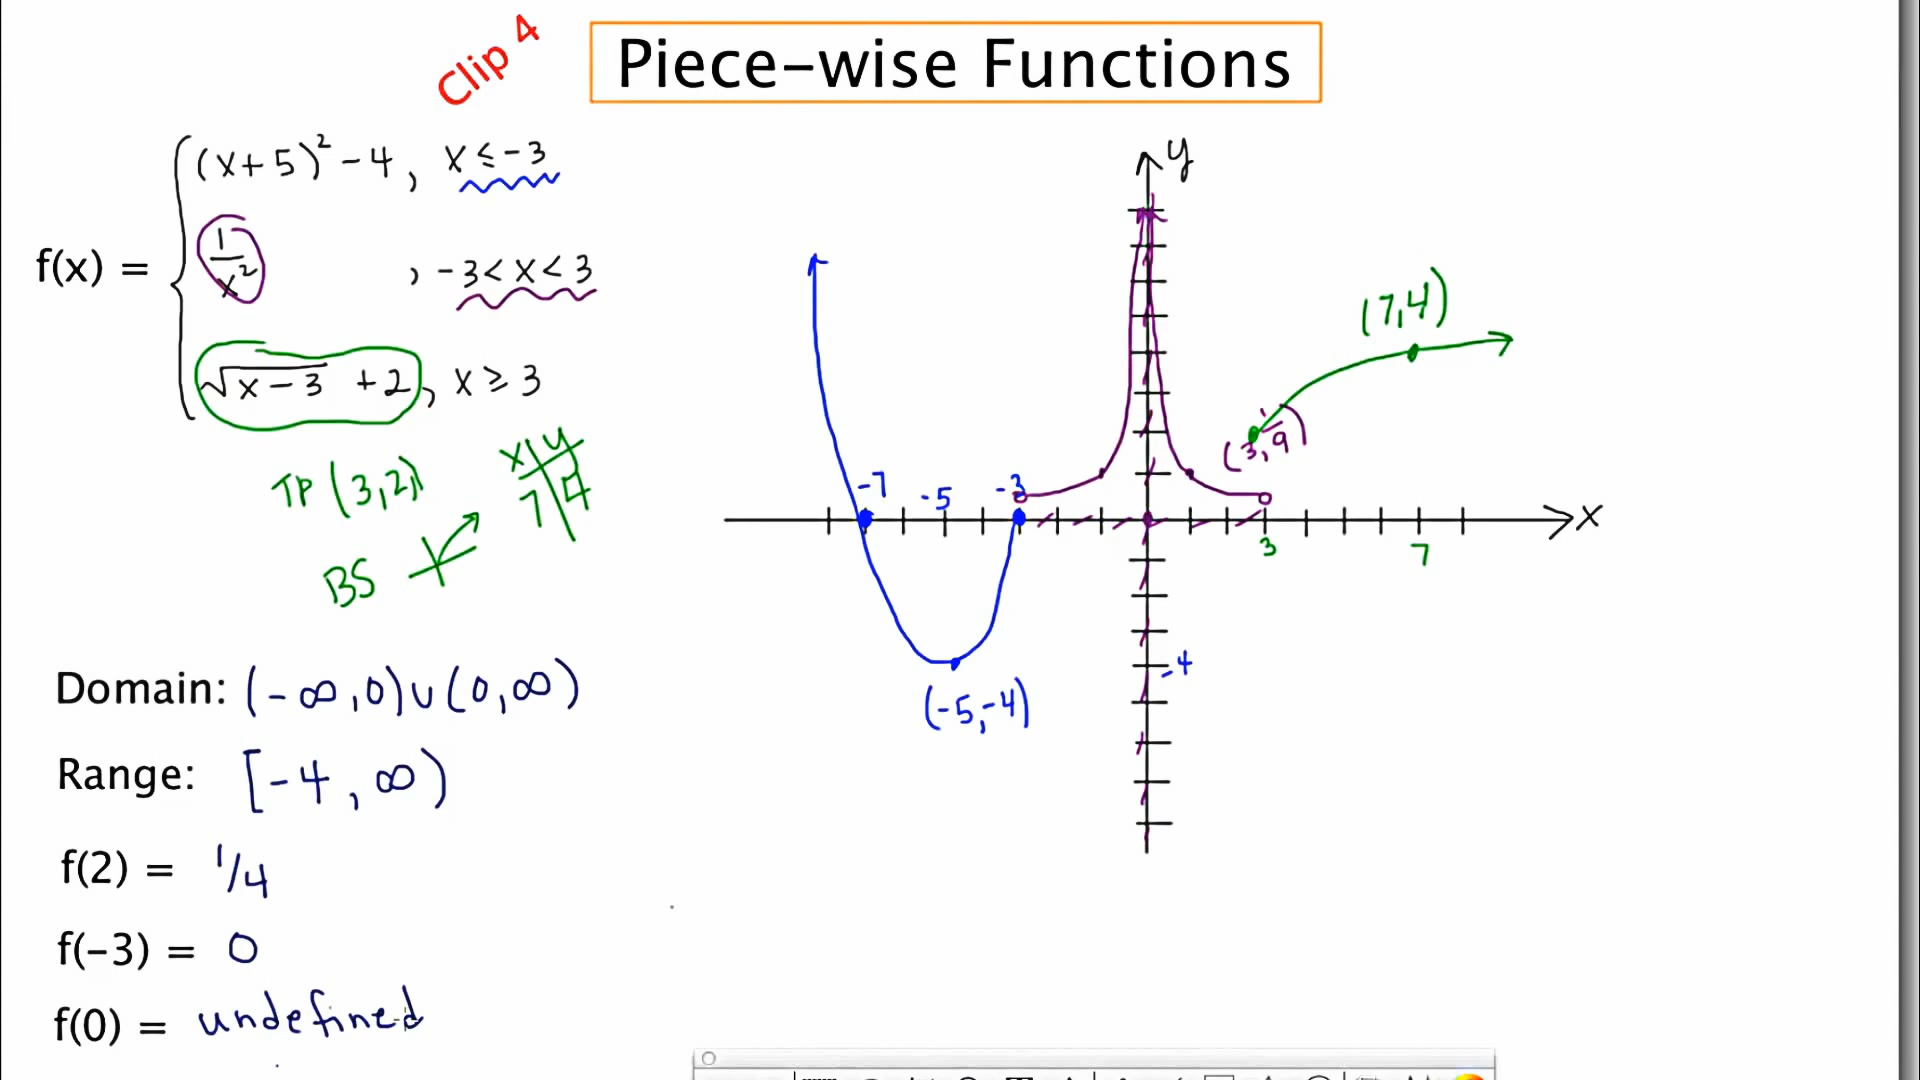 Clip 4
Piece-wise Functions
f(x) = { (x+5)² - 4, x ≤ -3
1/x² , -3 < x < 3
√x-3 + 2, x ≥ 3
TP (3,2)
x | y
7 | 4
BS
Domain: (-∞,0)∪(0,∞)
Range: [-4, ∞)
f(2) = 1/4
f(-3) = 0
f(0) = undefined
y
(7,4)
(3, 1/9)
-7
-5
-3
x
3
7
-4
(-5,-4)